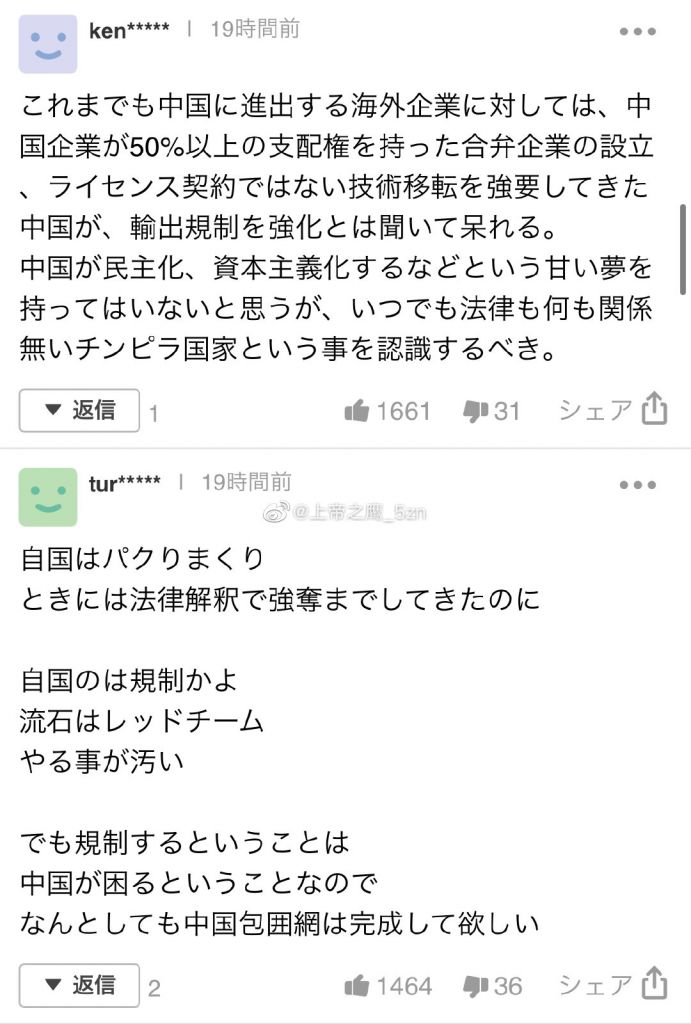 ken***** | 19時間前
これまでも中国に進出する海外企業に対しては、中
国企業が50%以上の支配権を持った合弁企業の設立
、ライセンス契約ではない技術移転を強要してきた
中国が、輸出規制を強化とは聞いて呆れる。
中国が民主化、資本主義化するなどという甘い夢を
持ってはいないと思うが、いつでも法律も何も関係
無いチンピラ国家という事を認識するべき。
▼ 返信 1 1661 31 シェア
tur***** | 19時間前
@上帝之鹰_5zn
自国はパクりまくり
ときには法律解釈で強奪までしてきたのに
自国のは規制かよ
流石はレッドチーム
やる事が汚い
でも規制するということは
中国が困るということなので
なんとしても中国包囲網は完成して欲しい
▼ 返信 2 1464 36 シェア